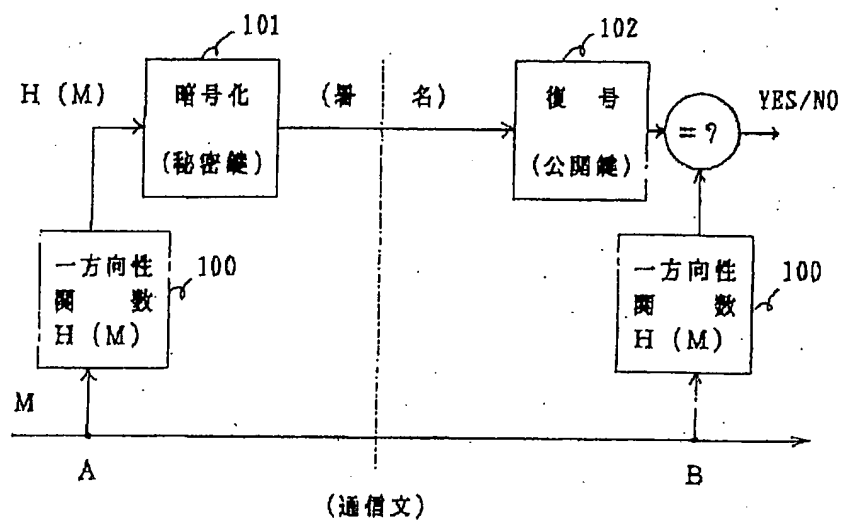 101
102
H (M)
暗号化
(秘密鍵)
(署 名)
復 号
(公開鍵)
= ?
YES/NO
一方向性
関 数
H (M)
100
一方向性
関 数
H (M)
100
M
A
B
(通信文)